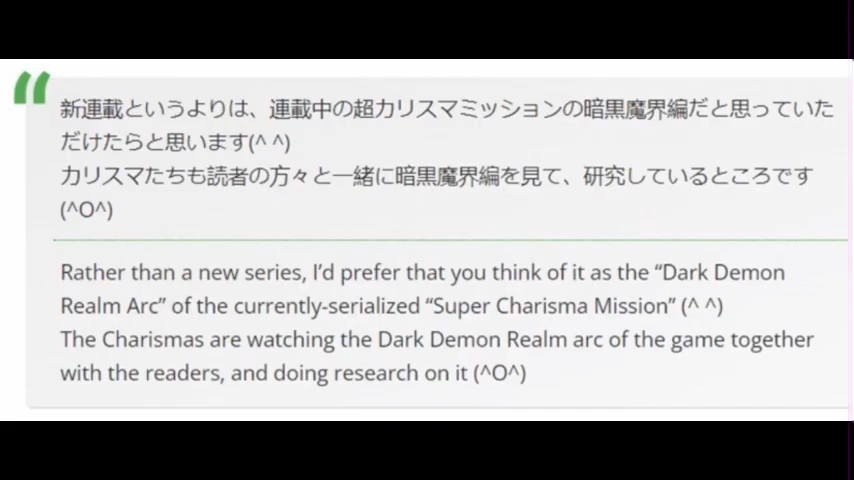 新連載というよりは、連載中の超カリスマミッションの暗黒魔界編だと思っていた
だけたらと思います(^ ^)
カリスマたちも読者の方々と一緒に暗黒魔界編を見て、研究しているところです
(^O^)
Rather than a new series, I’d prefer that you think of it as the “Dark Demon
Realm Arc” of the currently-serialized “Super Charisma Mission” (^ ^)
The Charismas are watching the Dark Demon Realm arc of the game together
with the readers, and doing research on it (^O^)